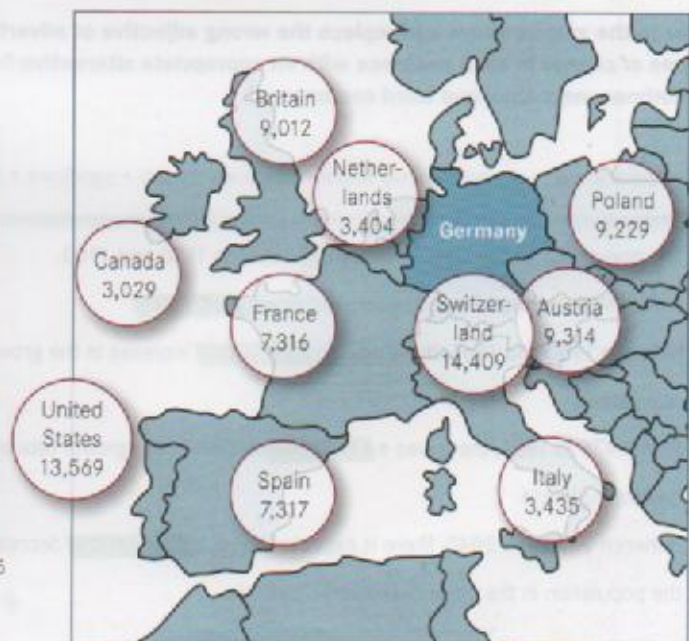 Britain
9,012
Nether-
lands
3,404
Poland
9,229
Germany
Canada
3,029
France
7,316
Switzer-
land
14,409
Austria
9,314
United
States
13,569
Spain
7,317
Italy
3,435